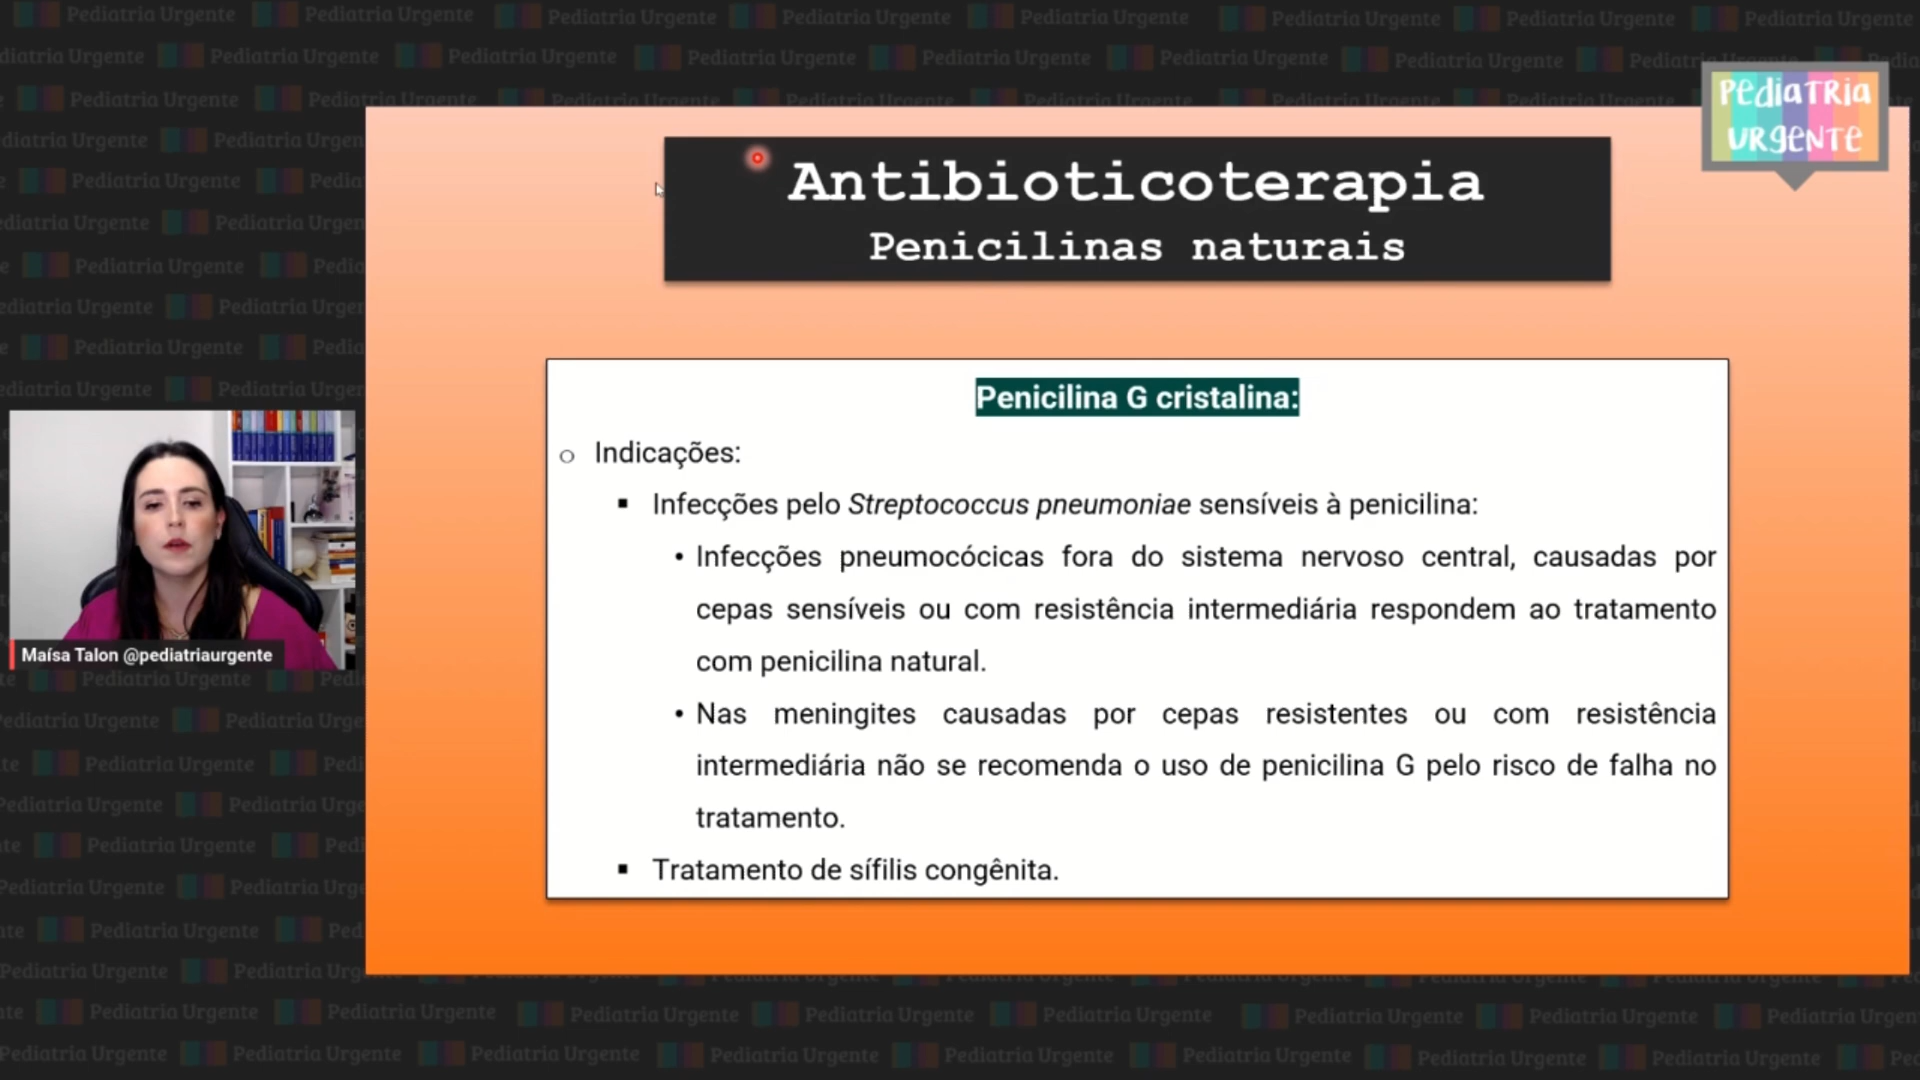 PEDIATRIA
URGENTE
Antibioticoterapia
Penicilinas naturais
Penicilina G cristalina:
o Indicações:
▪ Infecções pelo Streptococcus pneumoniae sensíveis à penicilina:
• Infecções pneumocócicas fora do sistema nervoso central, causadas por
cepas sensíveis ou com resistência intermediária respondem ao tratamento
com penicilina natural.
• Nas meningites causadas por cepas resistentes ou com resistência
intermediária não se recomenda o uso de penicilina G pelo risco de falha no
tratamento.
▪ Tratamento de sífilis congênita.
Maísa Talon @pediatriaurgente
Pediatria Urgente